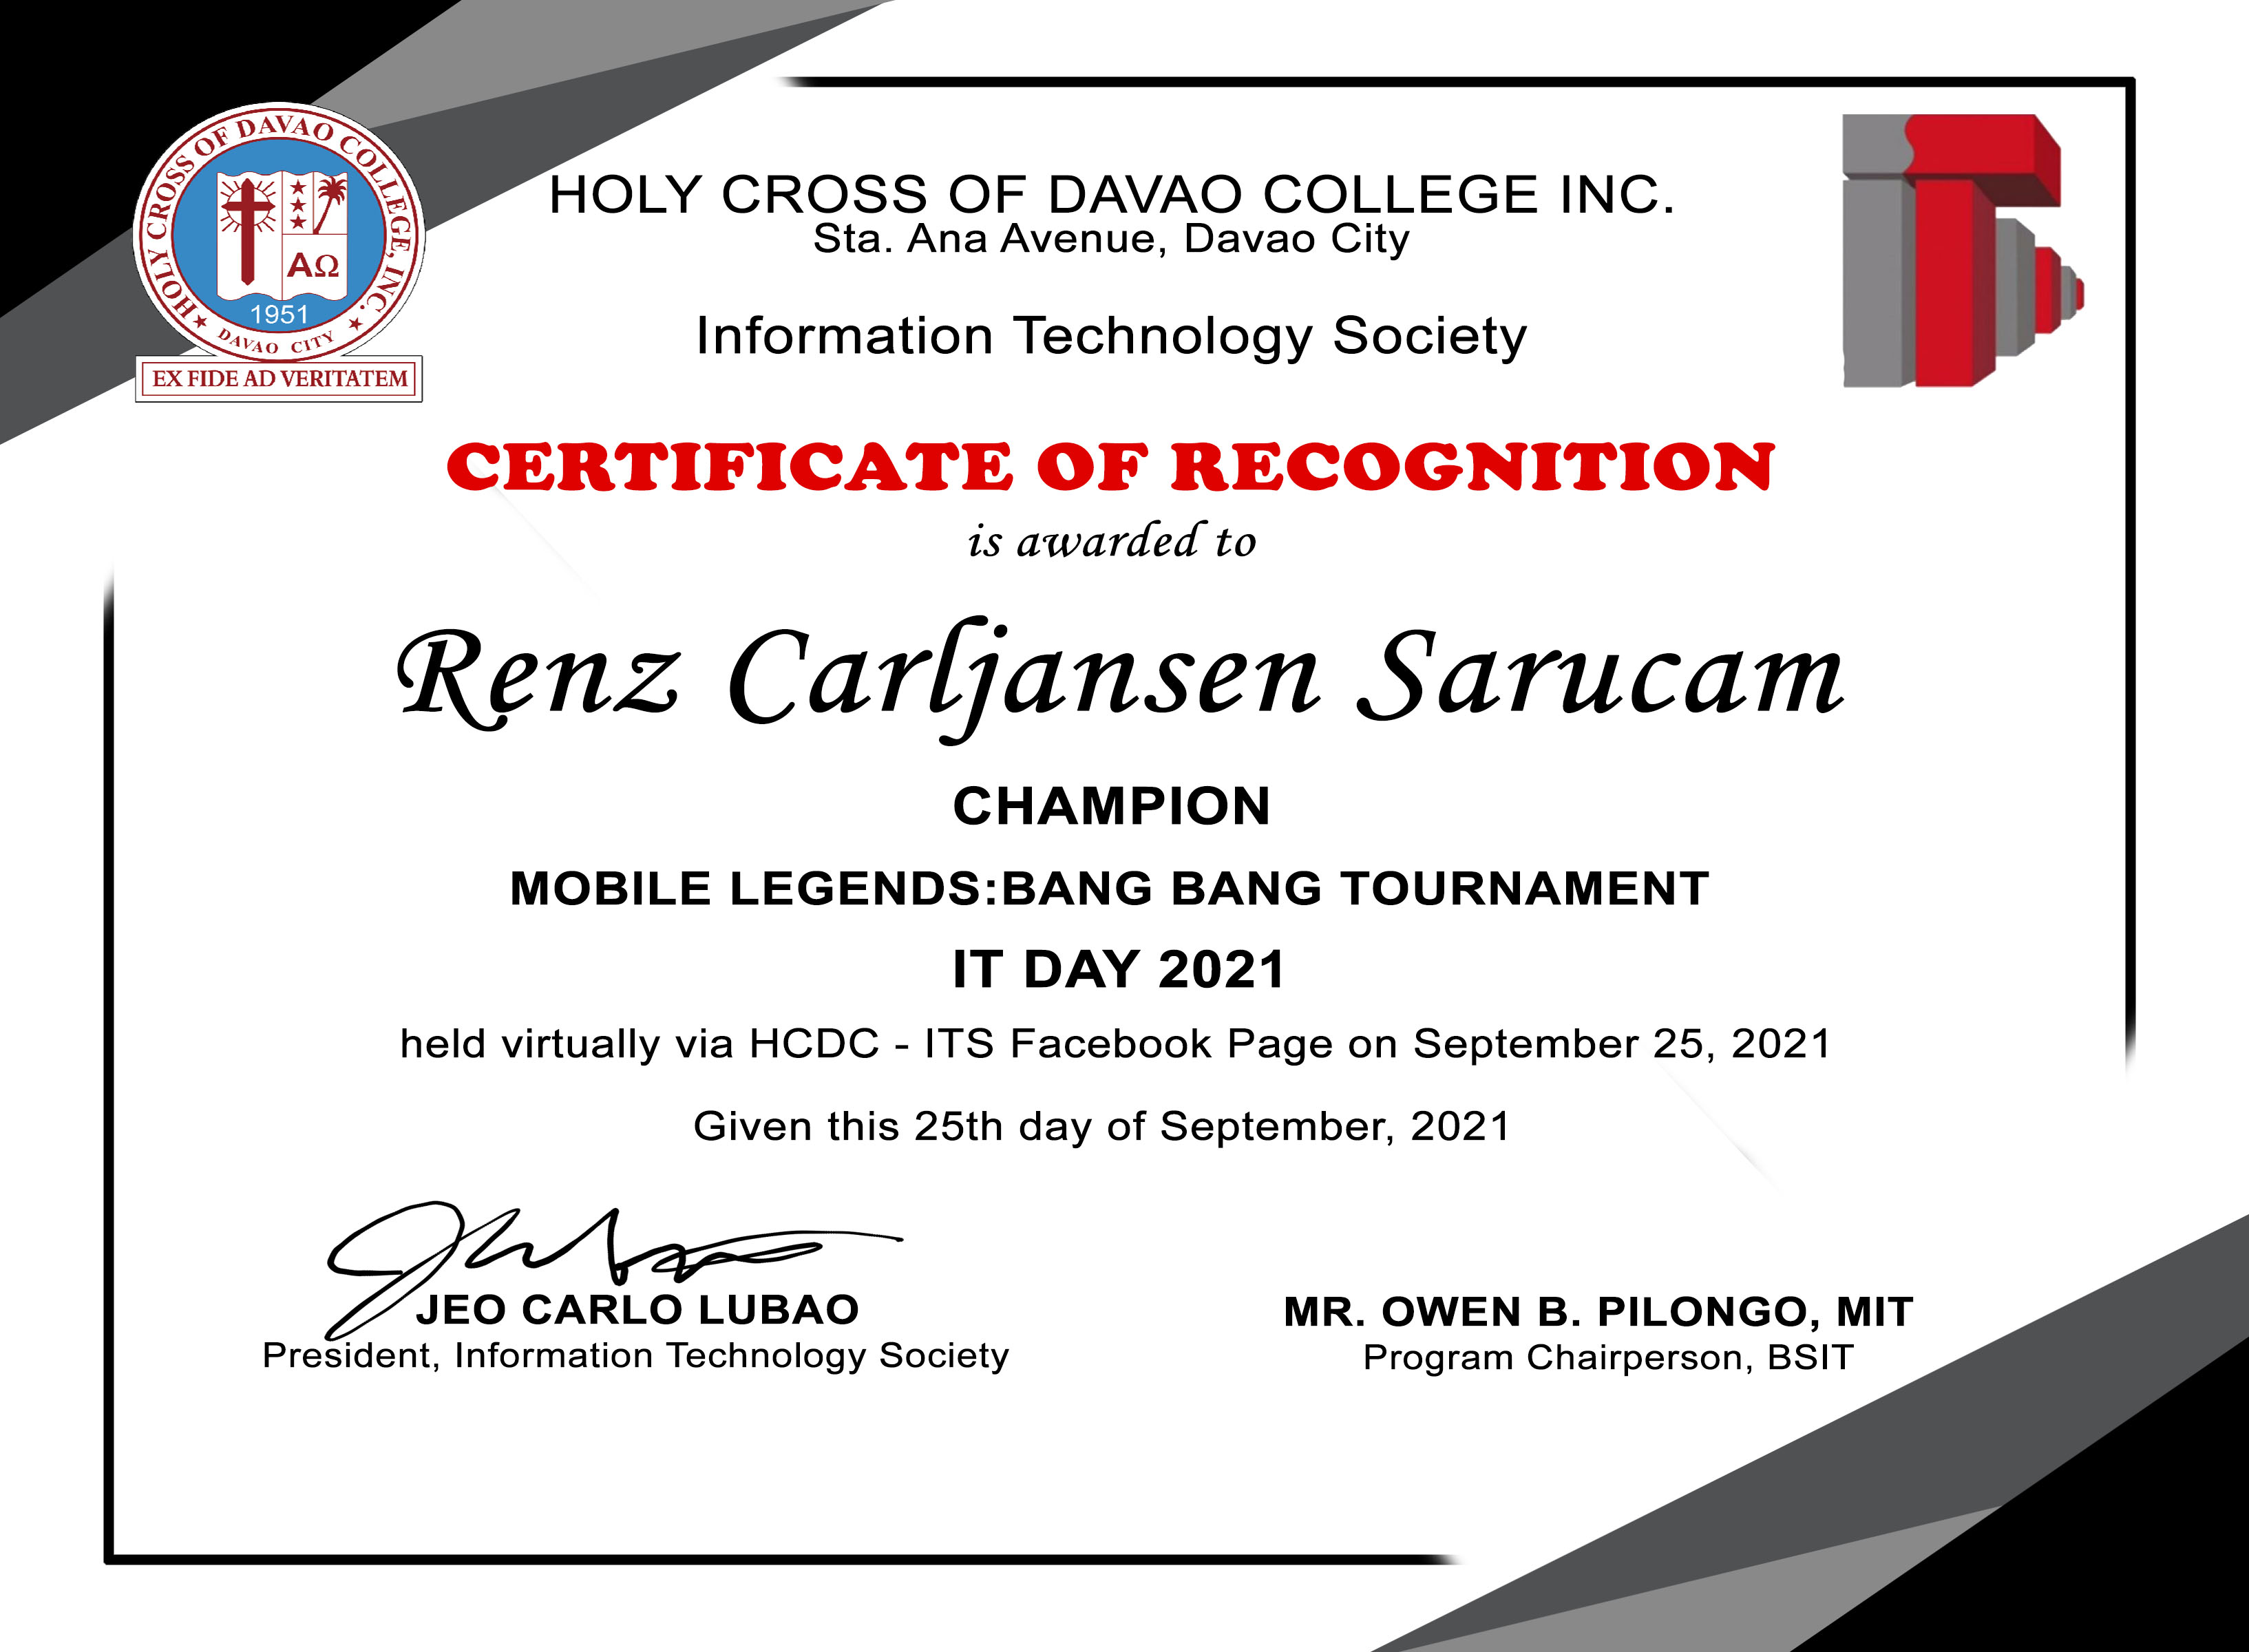 HOLY CROSS OF DAVAO COLLEGE, INC.
ΑΩ
1951
DAVAO CITY
EX FIDE AD VERITATEM
HOLY CROSS OF DAVAO COLLEGE INC.
Sta. Ana Avenue, Davao City
Information Technology Society
CERTIFICATE OF RECOGNITION
is awarded to
Renz Carljansen Sarucam
CHAMPION
MOBILE LEGENDS:BANG BANG TOURNAMENT
IT DAY 2021
held virtually via HCDC - ITS Facebook Page on September 25, 2021
Given this 25th day of September, 2021
JEO CARLO LUBAO
President, Information Technology Society
MR. OWEN B. PILONGO, MIT
Program Chairperson, BSIT